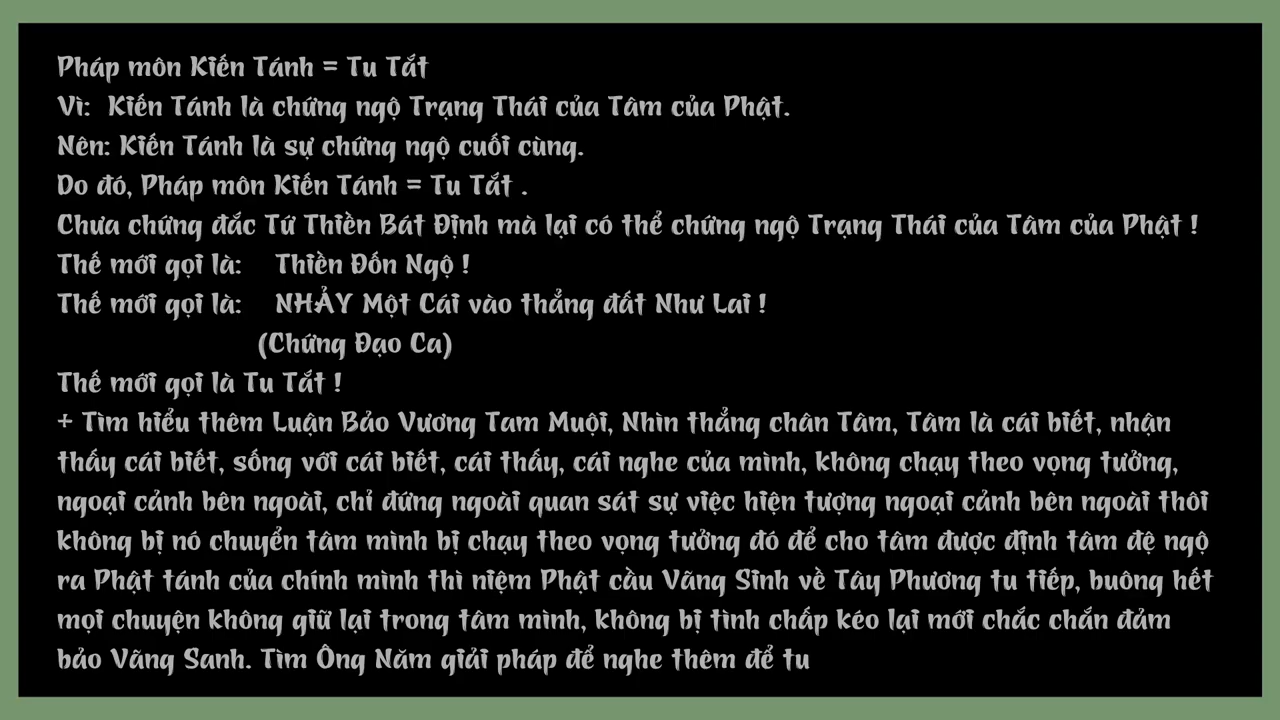 Pháp môn Kiến Tánh = Tu Tắt
Vì: Kiến Tánh là chứng ngộ Trạng Thái của Tâm của Phật.
Nên: Kiến Tánh là sự chứng ngộ cuối cùng.
Do đó, Pháp môn Kiến Tánh = Tu Tắt .
Chưa chứng đắc Tứ Thiền Bát Định mà lại có thể chứng ngộ Trạng Thái của Tâm của Phật !
Thế mới gọi là: Thiền Đốn Ngộ !
Thế mới gọi là: NHẢY Một Cái vào thẳng đất Như Lai !
(Chứng Đạo Ca)
Thế mới gọi là Tu Tắt !
+ Tìm hiểu thêm Luận Bảo Vương Tam Muội, Nhìn thẳng chân Tâm, Tâm là cái biết, nhận
thấy cái biết, sống với cái biết, cái thấy, cái nghe của mình, không chạy theo vọng tưởng,
ngoại cảnh bên ngoài, chỉ đứng ngoài quan sát sự việc hiện tượng ngoại cảnh bên ngoài thôi
không bị nó chuyển tâm mình bị chạy theo vọng tưởng đó để cho tâm được định tâm đệ ngộ
ra Phật tánh của chính mình thì niệm Phật cầu Vãng Sinh về Tây Phương tu tiếp, buông hết
mọi chuyện không giữ lại trong tâm mình, không bị tình chấp kéo lại mới chắc chắn đảm
bảo Vãng Sanh. Tìm Ông Năm giải pháp để nghe thêm để tu